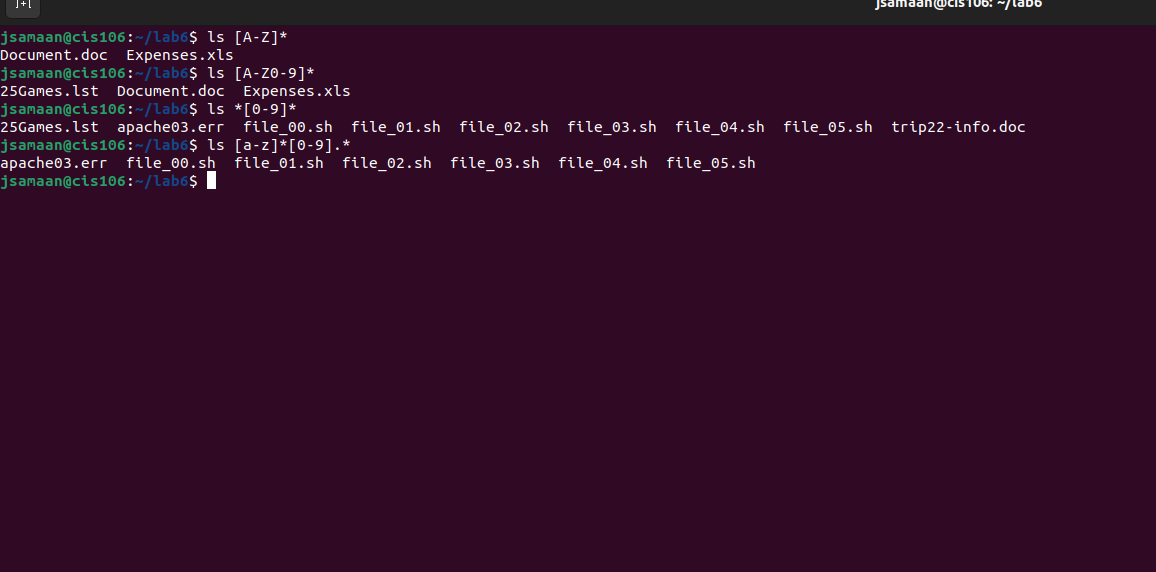 jsamaan@cis106: ~/lab6
jsamaan@cis106:~/lab6$ ls [A-Z]*
Document.doc  Expenses.xls
jsamaan@cis106:~/lab6$ ls [A-Z0-9]*
25Games.lst  Document.doc  Expenses.xls
jsamaan@cis106:~/lab6$ ls *[0-9]*
25Games.lst  apache03.err  file_00.sh  file_01.sh  file_02.sh  file_03.sh  file_04.sh  file_05.sh  trip22-info.doc
jsamaan@cis106:~/lab6$ ls [a-z]*[0-9].*
apache03.err  file_00.sh  file_01.sh  file_02.sh  file_03.sh  file_04.sh  file_05.sh
jsamaan@cis106:~/lab6$